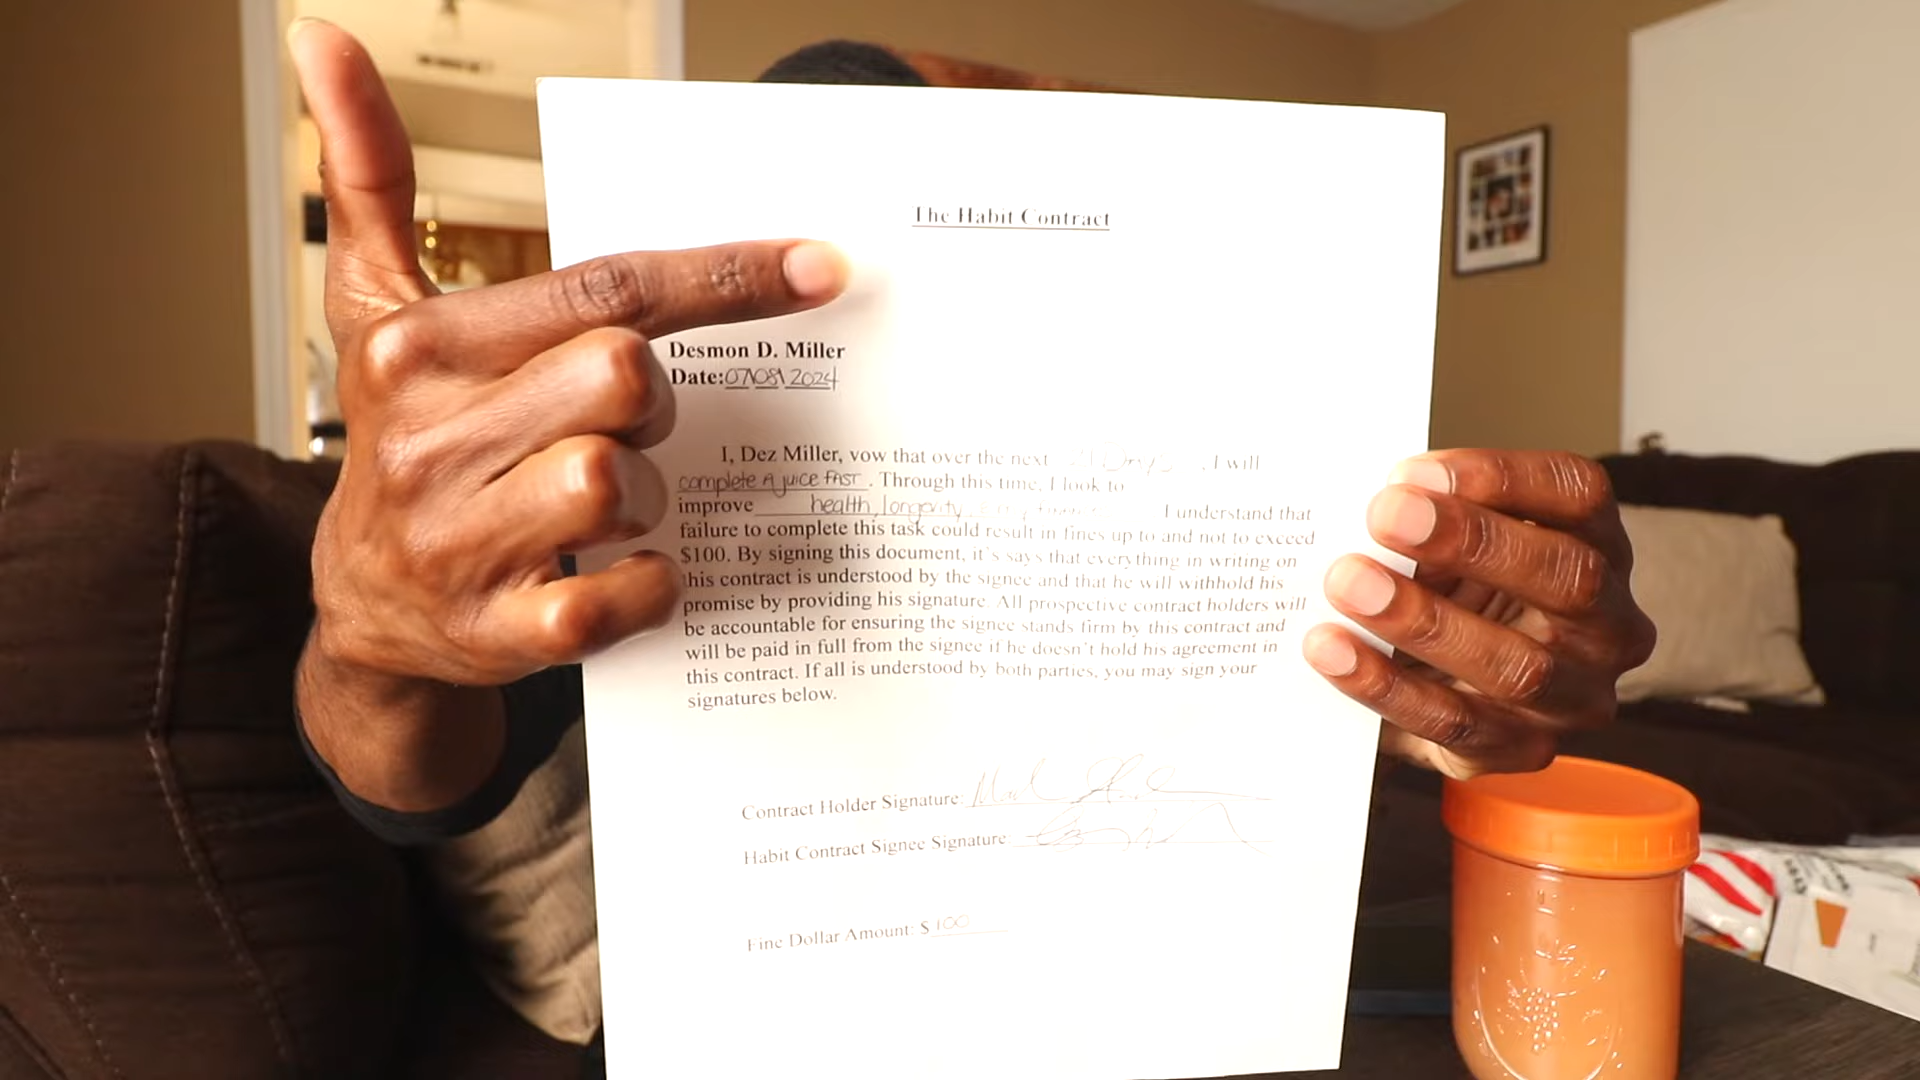 The Habit Contract
Desmon D. Miller
Date: 07\08\2024
I, Dez Miller, vow that over the next 21 Days, I will
complete A juice FAST. Through this time, I look to
improve health, longevity, I understand that
failure to complete this task could result in fines up to and not to exceed
$100. By signing this document, it's says that everything in writing on
this contract is understood by the signee and that he will withhold his
promise by providing his signature. All prospective contract holders will
be accountable for ensuring the signee stands firm by this contract and
will be paid in full from the signee if he doesn't hold his agreement in
this contract. If all is understood by both parties, you may sign your
signatures below.
Contract Holder Signature:
Habit Contract Signee Signature:
Fine Dollar Amount: $ 100